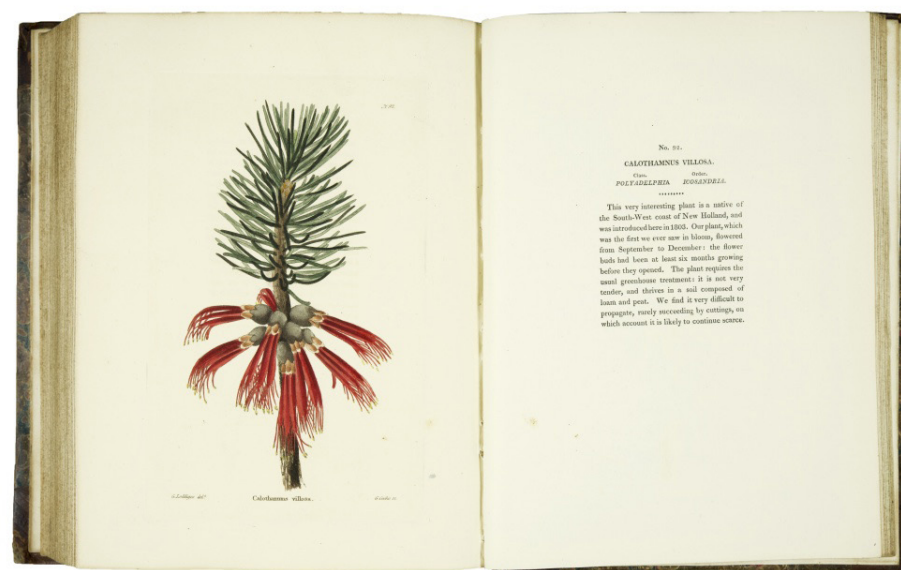 G. Loddiges delt.
Calothamnus villosa.
No. 92.
CALOTHAMNUS VILLOSA.
Class. Order.
POLYADELPHIA ICOSANDRIA.
This very interesting plant is a native of
the South-West coast of New Holland, and
was introduced here in 1803. Our plant, which
was the first we ever saw in bloom, flowered
from September to December: the flower
buds had been at least six months growing
before they opened. The plant requires the
usual greenhouse treatment: it is not very
tender, and thrives in a soil composed of
loam and peat. We find it very difficult to
propagate, rarely succeeding by cuttings, on
which account it is likely to continue scarce.